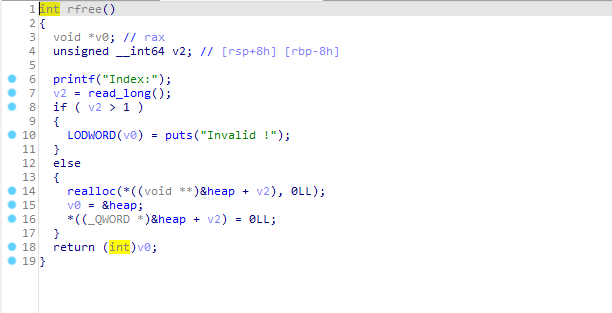 1 int rfree()
2 {
3 void *v0; // rax
4 unsigned __int64 v2; // [rsp+8h] [rbp-8h]
5
6 printf("Index:");
7 v2 = read_long();
8 if ( v2 > 1 )
9 {
10 LODWORD(v0) = puts("Invalid !");
11 }
12 else
13 {
14 realloc(*((void **)&heap + v2), 0LL);
15 v0 = &heap;
16 *((_QWORD *)&heap + v2) = 0LL;
17 }
18 return (int)v0;
19 }